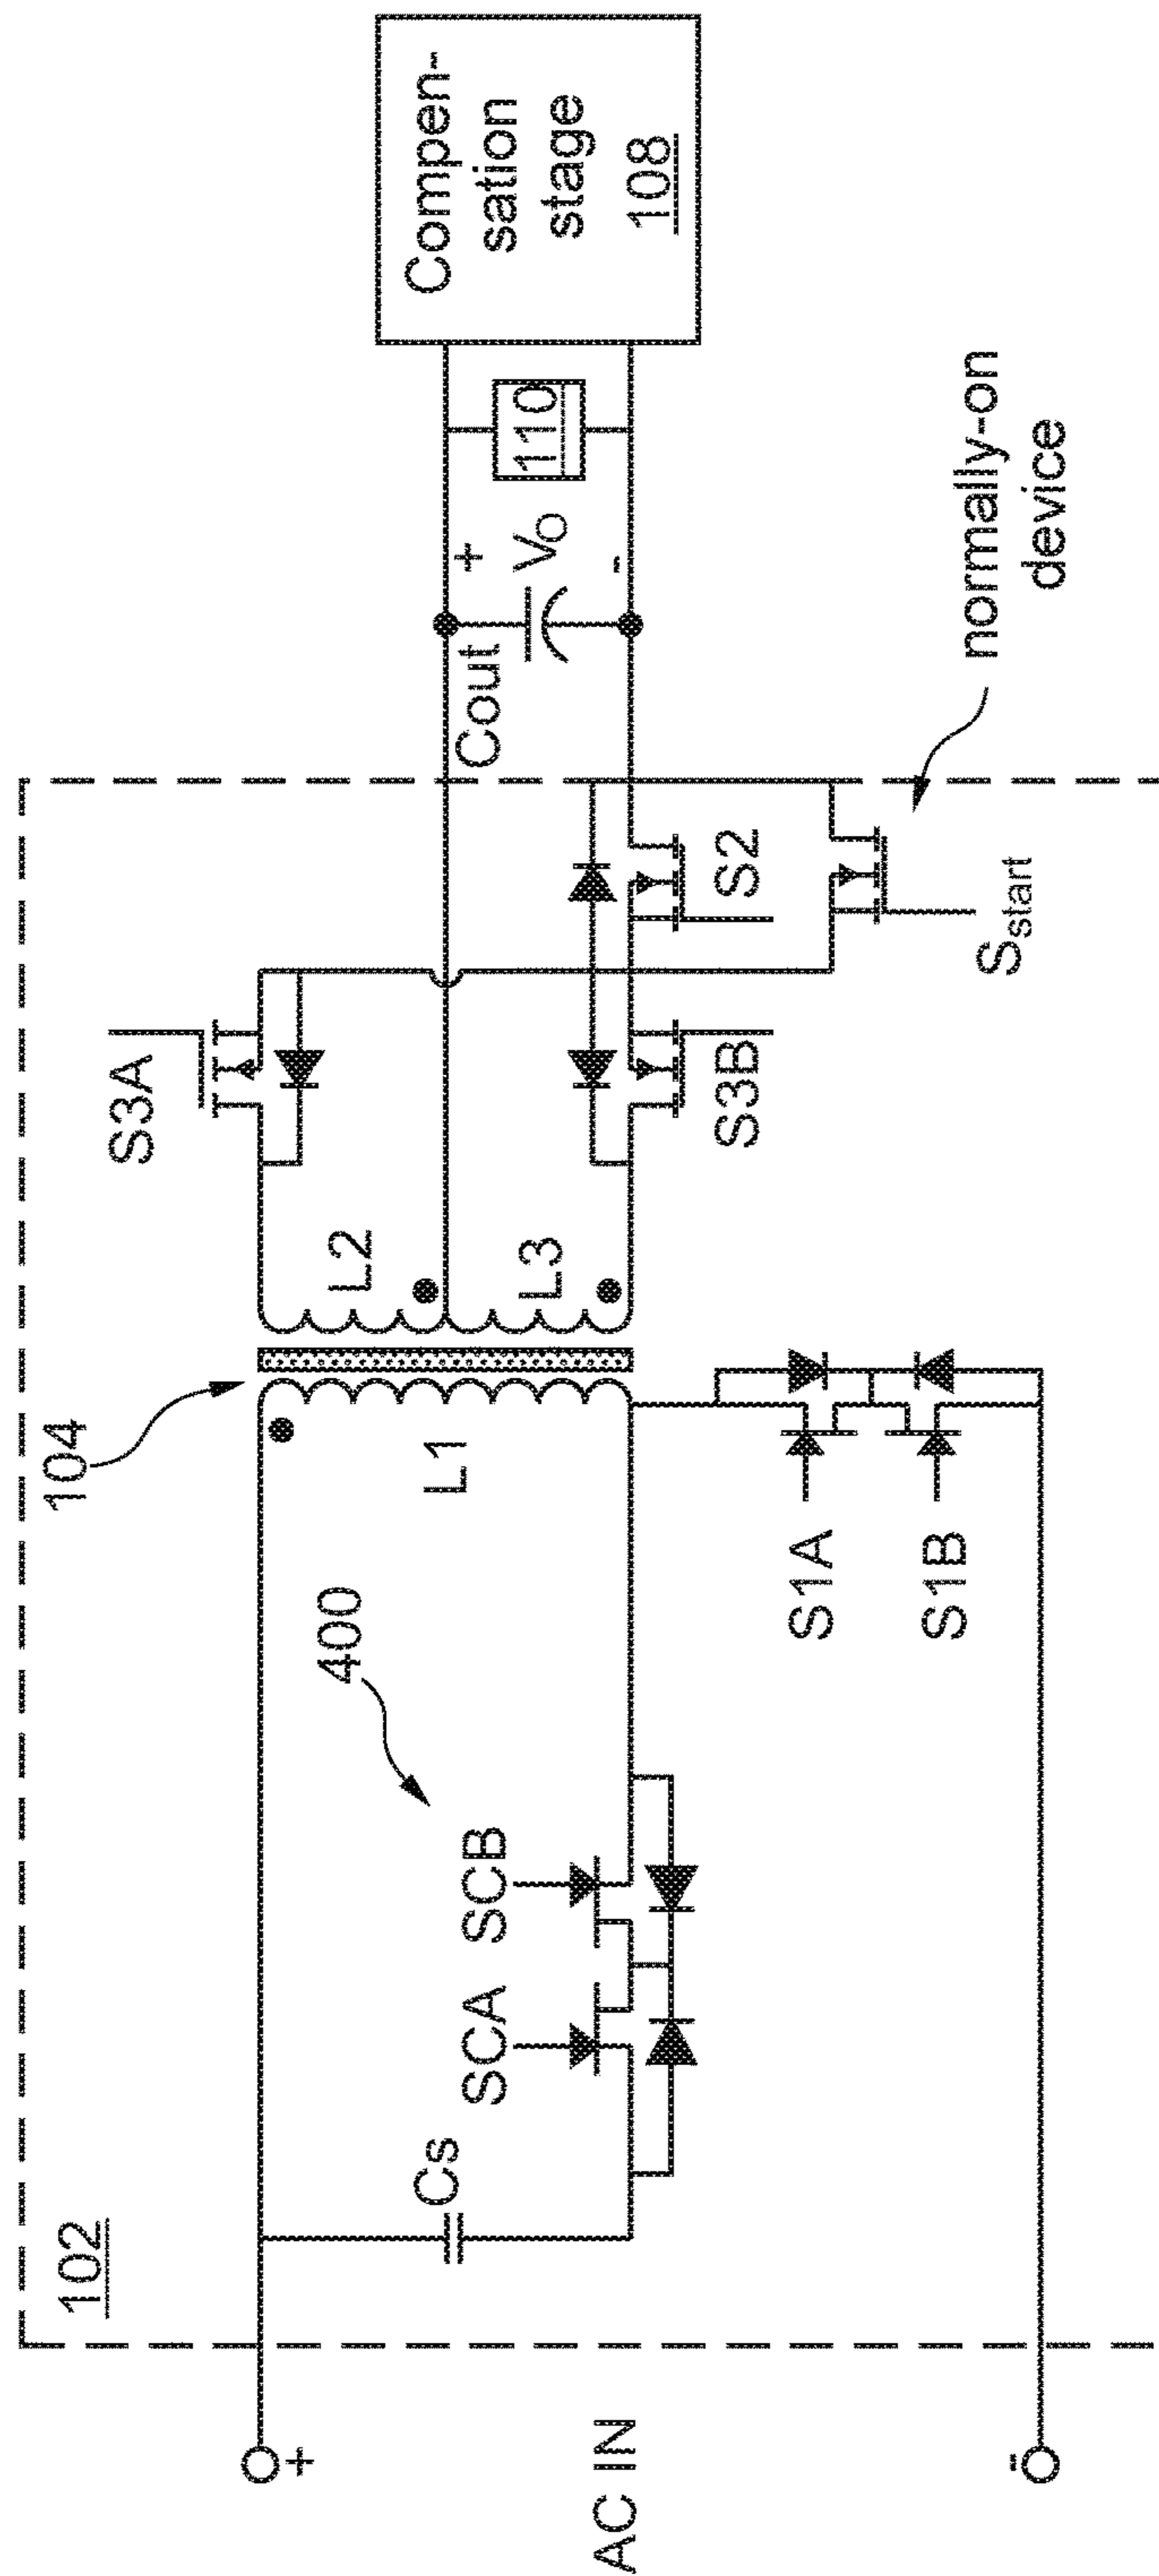 102
AC IN
+
-
Cs
SCA
SCB
400
104
L1
S1A
S1B
L2
L3
S3A
S3B
S2
Sstart
normally-on
device
Cout
+
VO
-
110
Compen-
sation
stage
108